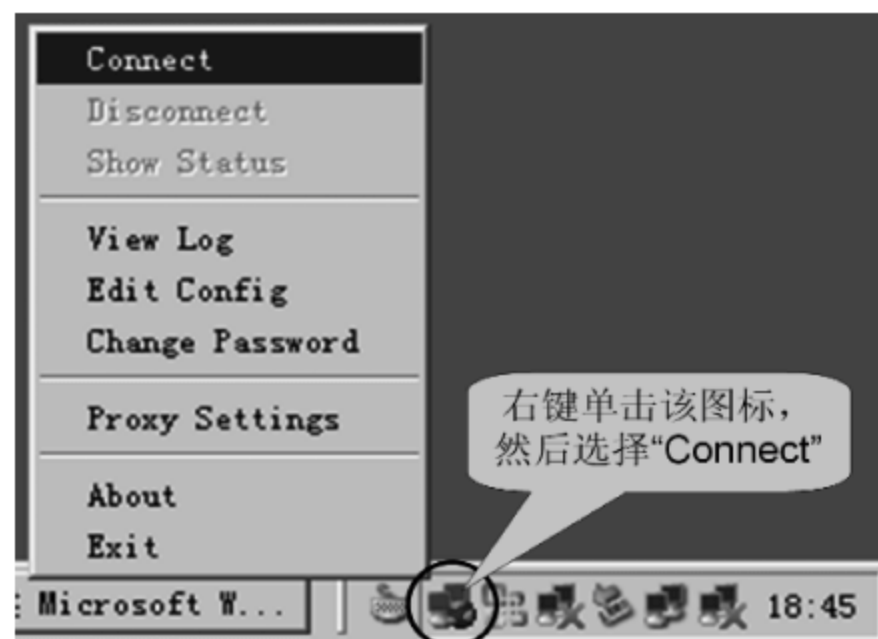 Connect
Disconnect
Show Status
View Log
Edit Config
Change Password
Proxy Settings
About
Exit
右键单击该图标，
然后选择“Connect”
Microsoft W...
18:45